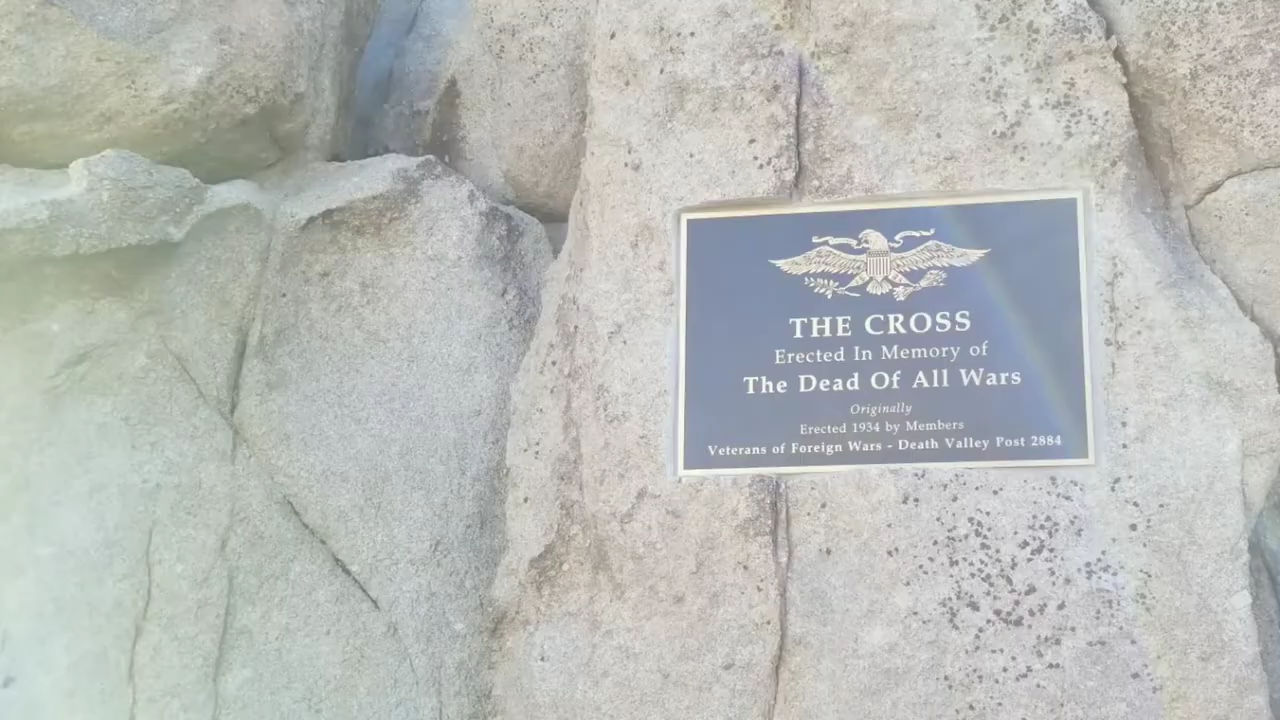 THE CROSS
Erected In Memory of
The Dead Of All Wars
Originally
Erected 1934 by Members
Veterans of Foreign Wars - Death Valley Post 2884